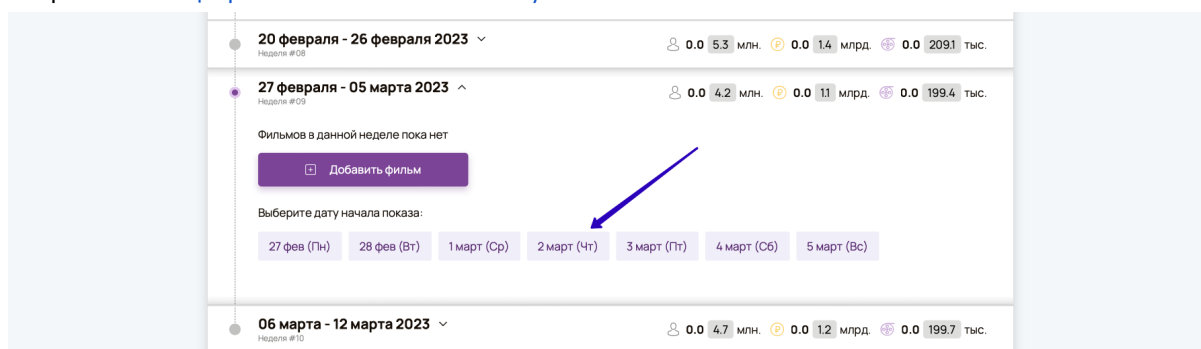 20 февраля - 26 февраля 2023 0.0 5.3 млн. 0.0 1.4 млрд. 0.0 209.1 тыс.
Неделя #08
27 февраля - 05 марта 2023 0.0 4.2 млн. 0.0 1.1 млрд. 0.0 199.4 тыс.
Неделя #09
Фильмов в данной неделе пока нет
Добавить фильм
Выберите дату начала показа:
27 фев (Пн) 28 фев (Вт) 1 март (Ср) 2 март (Чт) 3 март (Пт) 4 март (Сб) 5 март (Вс)
06 марта - 12 марта 2023 0.0 4.7 млн. 0.0 1.2 млрд. 0.0 199.7 тыс.
Неделя #10